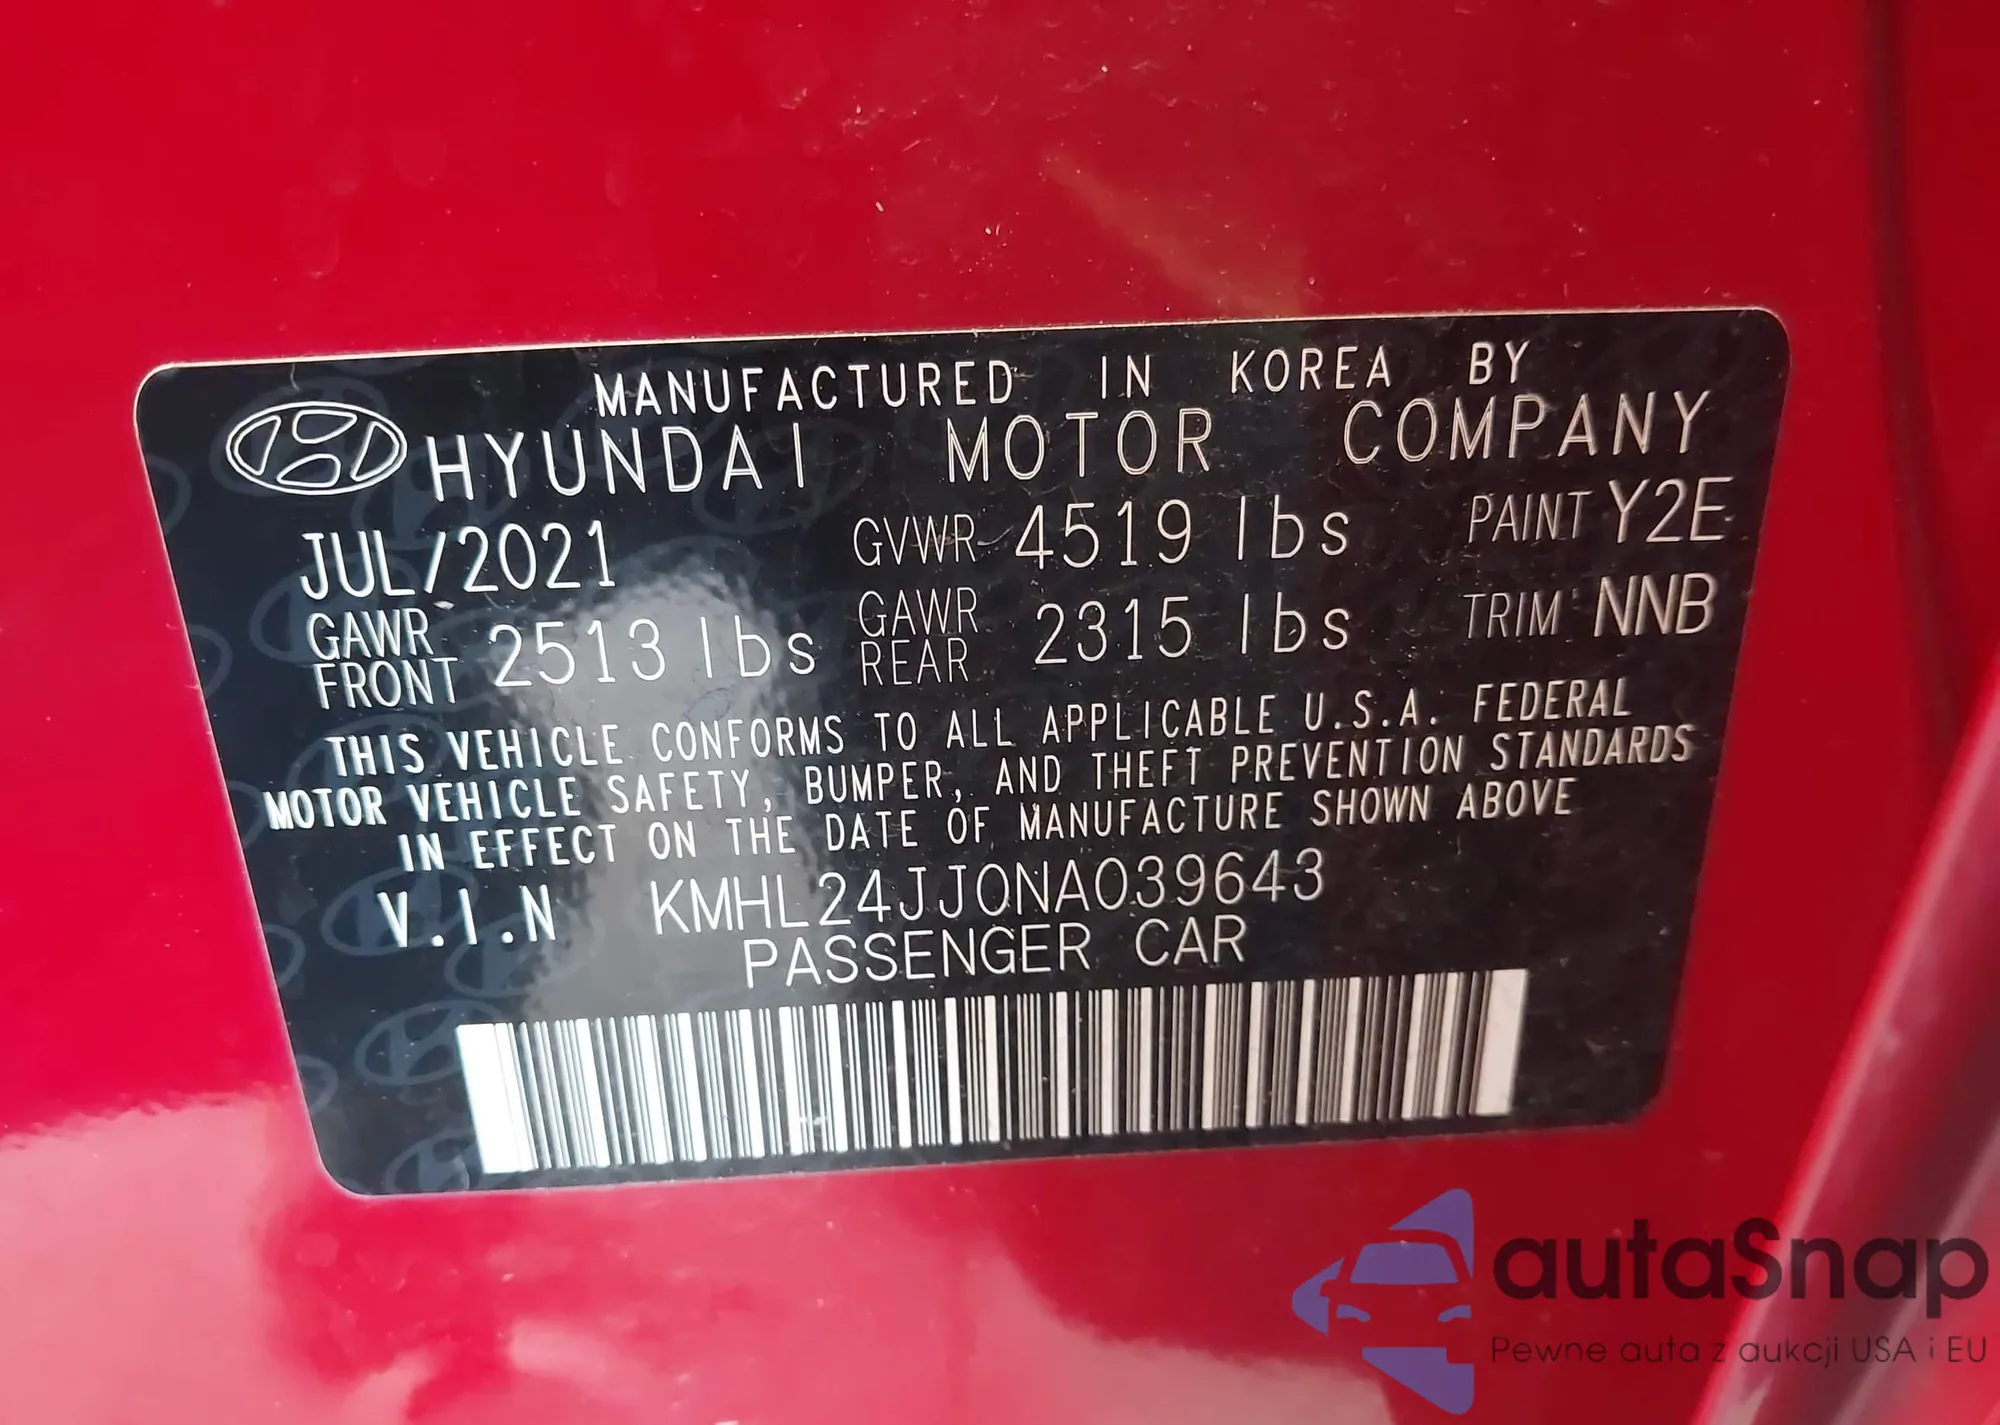 MANUFACTURED IN KOREA BY
HYUNDAI MOTOR COMPANY
JUL/2021 GVWR 4519 lbs PAINT Y2E
GAWR FRONT 2513 lbs GAWR REAR 2315 lbs TRIM NNB
THIS VEHICLE CONFORMS TO ALL APPLICABLE U.S.A. FEDERAL
MOTOR VEHICLE SAFETY, BUMPER, AND THEFT PREVENTION STANDARDS
IN EFFECT ON THE DATE OF MANUFACTURE SHOWN ABOVE
V.I.N KMHL24JJ0NA039643
PASSENGER CAR
autaSnap
Pewne auta z aukcji USA i EU